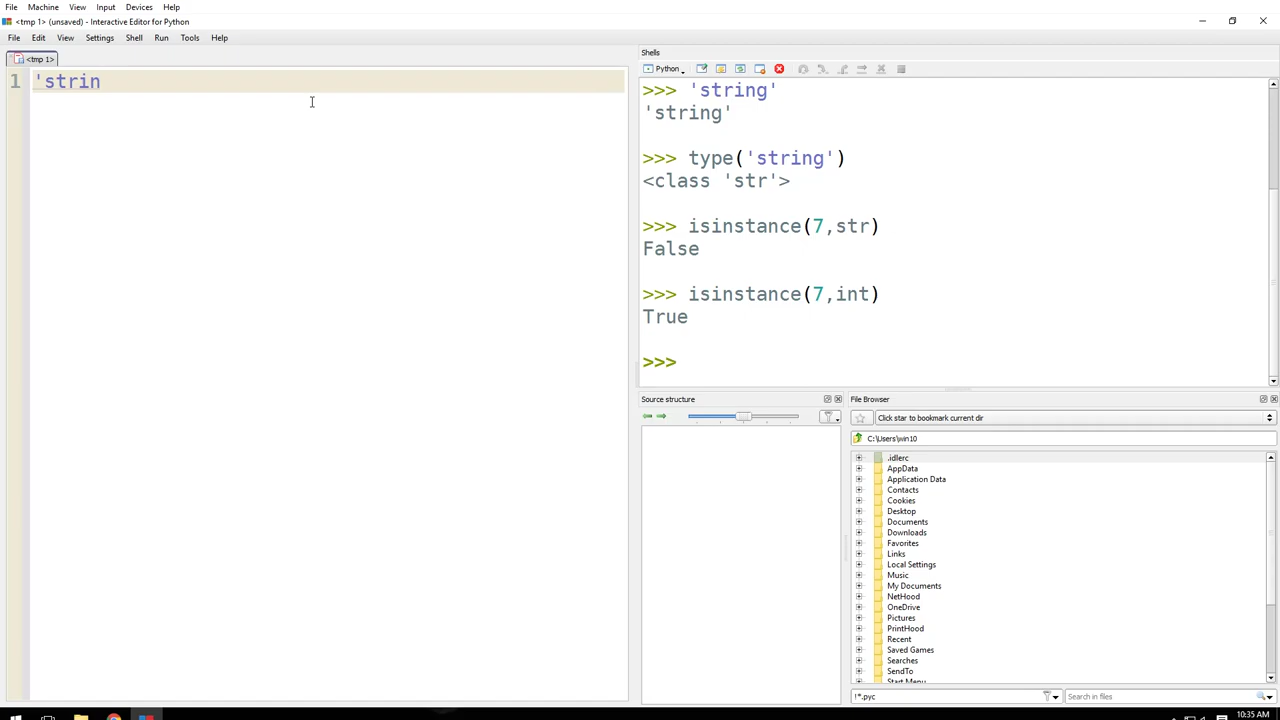 File Machine View Input Devices Help
<tmp 1> (unsaved) - Interactive Editor for Python
File Edit View Settings Shell Run Tools Help
<tmp 1>
1 'strin
Shells
Python
>>> 'string'
'string'
>>> type('string')
<class 'str'>
>>> isinstance(7,str)
False
>>> isinstance(7,int)
True
>>>
Source structure
File Browser
Click star to bookmark current dir
C:\Users\win10
.idlerc
AppData
Application Data
Contacts
Cookies
Desktop
Documents
Downloads
Favorites
Links
Local Settings
Music
My Documents
NetHood
OneDrive
Pictures
PrintHood
Recent
Saved Games
Searches
SendTo
Start Menu
!*.pyc
Search in files
10:35 AM